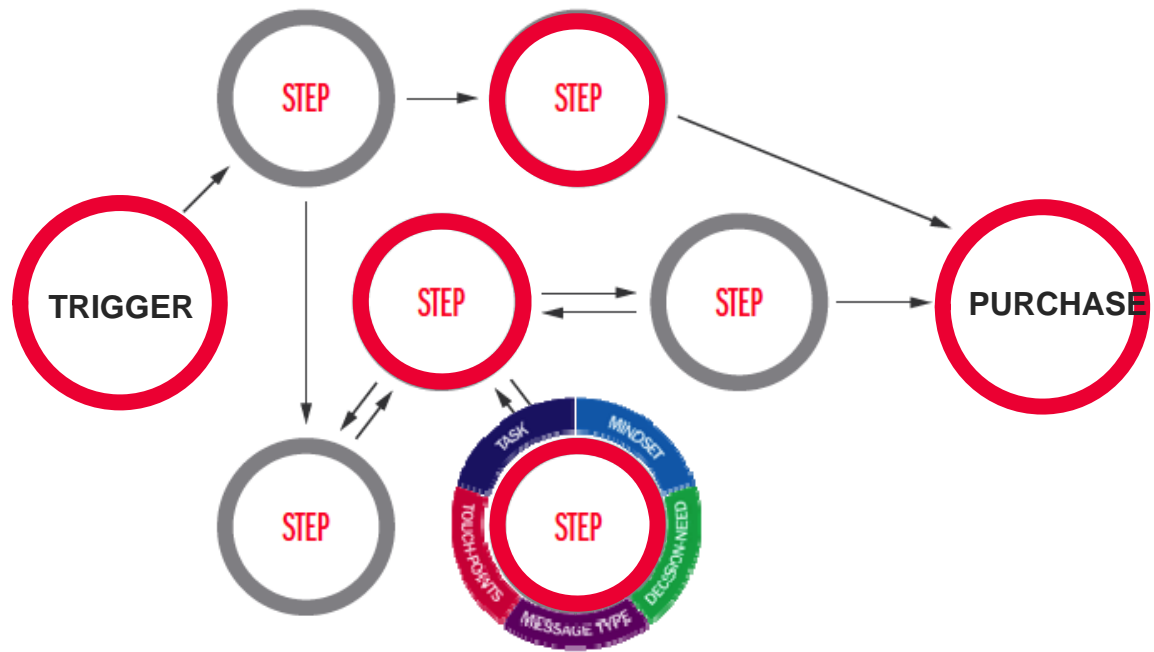 STEP
STEP
TRIGGER
STEP
STEP
PURCHASE
TASK
MINDSET
STEP
STEP
TOUCH-POINTS
DECISION-NEED
MESSAGE TYPE